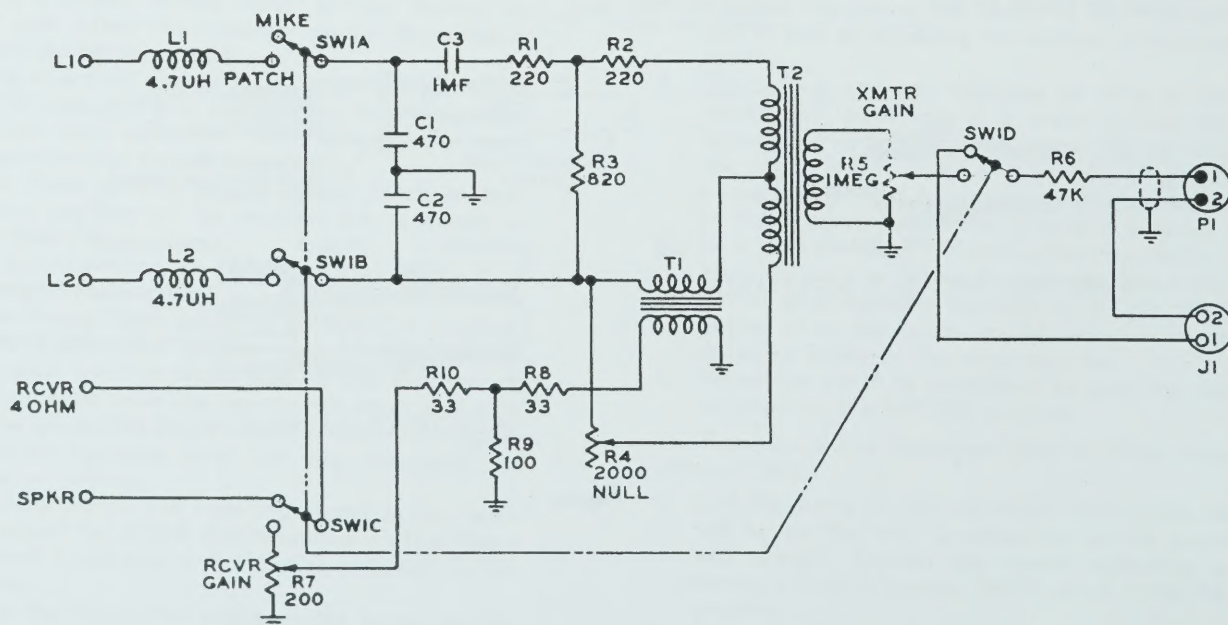 MIKE
L1
L1
4.7UH
PATCH
SW1A
C3
1MF
R1
220
R2
220
T2
XMTR
GAIN
C1
470
C2
470
R3
820
R5
1MEG
SW1D
R6
47K
1
2
P1
L2
L2
4.7UH
SW1B
T1
2
1
J1
RCVR
4 OHM
R10
33
R8
33
R9
100
R4
2000
NULL
SPKR
SW1C
RCVR
GAIN
R7
200